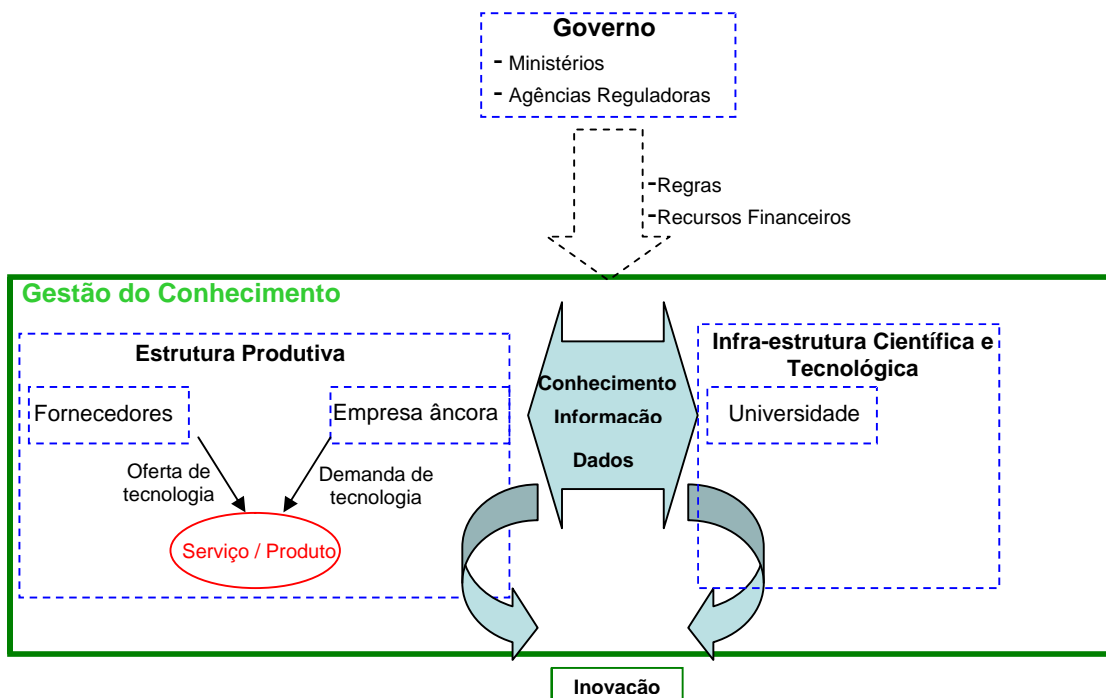 Governo
- Ministérios
- Agências Reguladoras
-Regras
-Recursos Financeiros
Gestão do Conhecimento
Estrutura Produtiva
Fornecedores
Empresa âncora
Oferta de
tecnologia
Demanda de
tecnologia
Serviço / Produto
Conhecimento
Informação
Dados
Infra-estrutura Científica e
Tecnológica
Universidade
Inovação